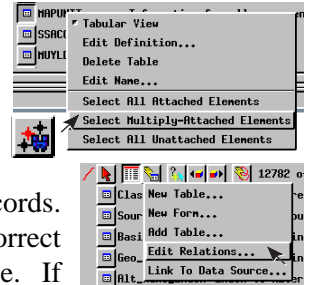 MAPUNIT
Tabular View
SSACO
Edit Definition...
MUYLD
Delete Table
Edit Name...
Select All Attached Elements
Select Multiply-Attached Elements
Select All Unattached Elements
12782
cords.
Clas
New Table...
orrect
Sour
New Form...
Basi
Add Table...
e. If
Geo_
Edit Relations...
Link To Data Source...